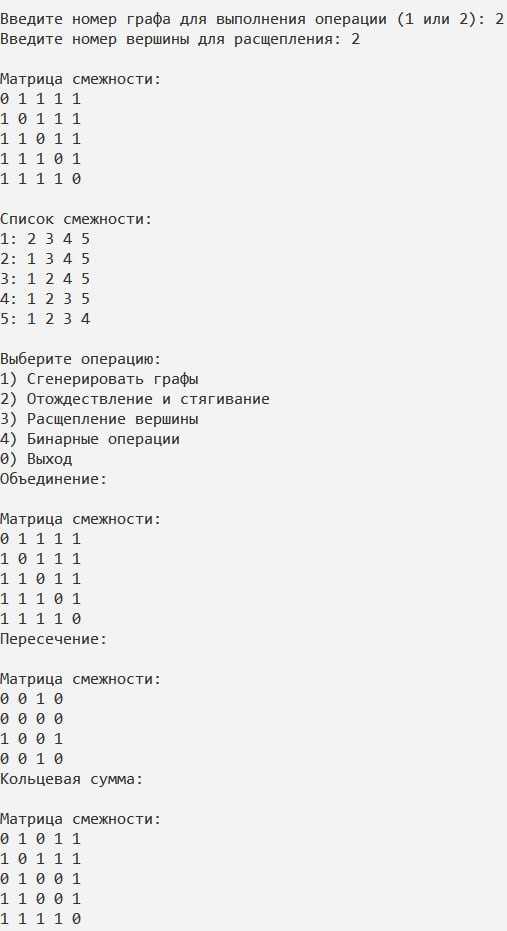 Введите номер графа для выполнения операции (1 или 2): 2
Введите номер вершины для расщепления: 2
Матрица смежности:
0 1 1 1 1
1 0 1 1 1
1 1 0 1 1
1 1 1 0 1
1 1 1 1 0
Список смежности:
1: 2 3 4 5
2: 1 3 4 5
3: 1 2 4 5
4: 1 2 3 5
5: 1 2 3 4
Выберите операцию:
1) Сгенерировать графы
2) Отождествление и стягивание
3) Расщепление вершины
4) Бинарные операции
0) Выход
Объединение:
Матрица смежности:
0 1 1 1 1
1 0 1 1 1
1 1 0 1 1
1 1 1 0 1
1 1 1 1 0
Пересечение:
Матрица смежности:
0 0 1 0
0 0 0 0
1 0 0 1
0 0 1 0
Кольцевая сумма:
Матрица смежности:
0 1 0 1 1
1 0 1 1 1
0 1 0 0 1
1 1 0 0 1
1 1 1 1 0